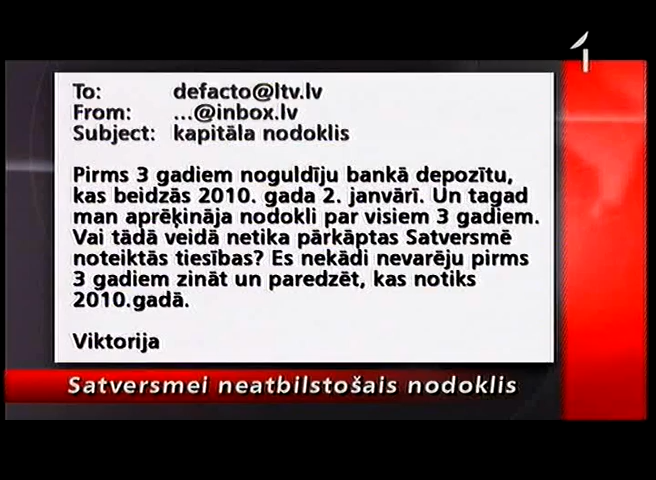 1
To: defacto@ltv.lv
From: ...@inbox.lv
Subject: kapitāla nodoklis
Pirms 3 gadiem noguldīju bankā depozītu,
kas beidzās 2010. gada 2. janvārī. Un tagad
man aprēķināja nodokli par visiem 3 gadiem.
Vai tādā veidā netika pārkāptas Satversmē
noteiktās tiesības? Es nekādi nevarēju pirms
3 gadiem zināt un paredzēt, kas notiks
2010.gadā.
Viktorija
Satversmei neatbilstošais nodoklis